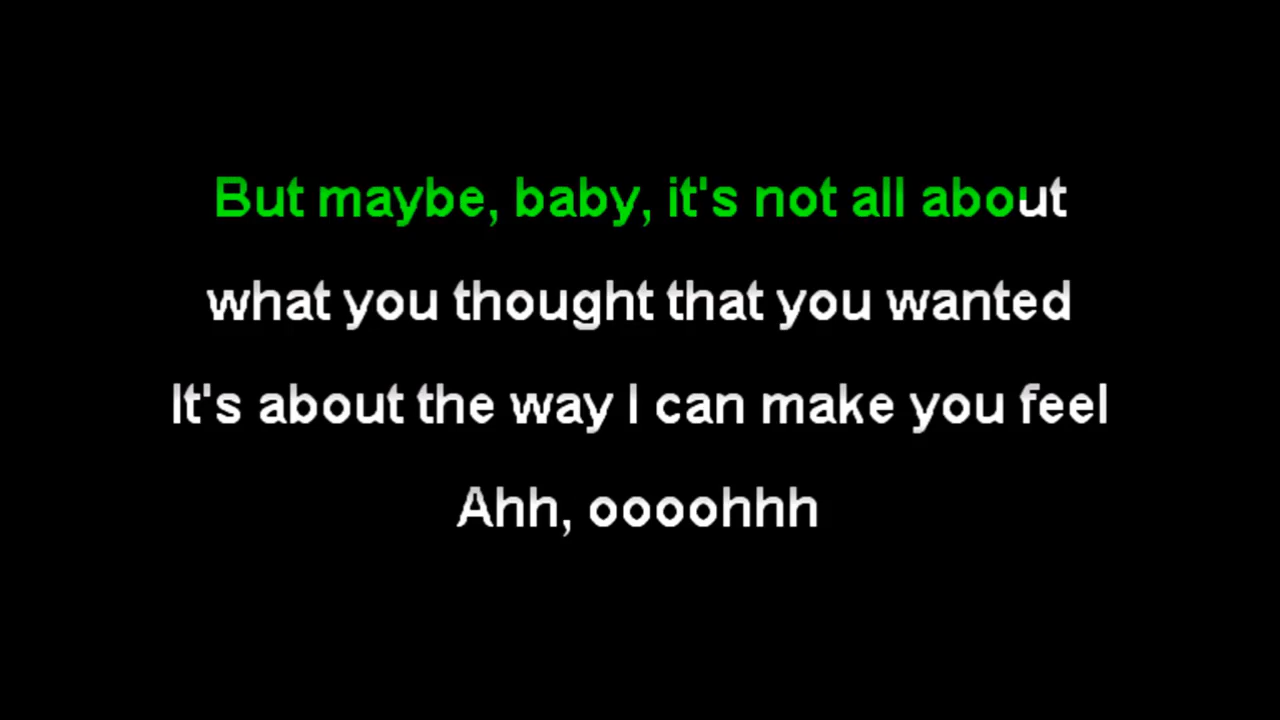 But maybe, baby, it's not all about
what you thought that you wanted
It's about the way I can make you feel
Ahh, oooohhh